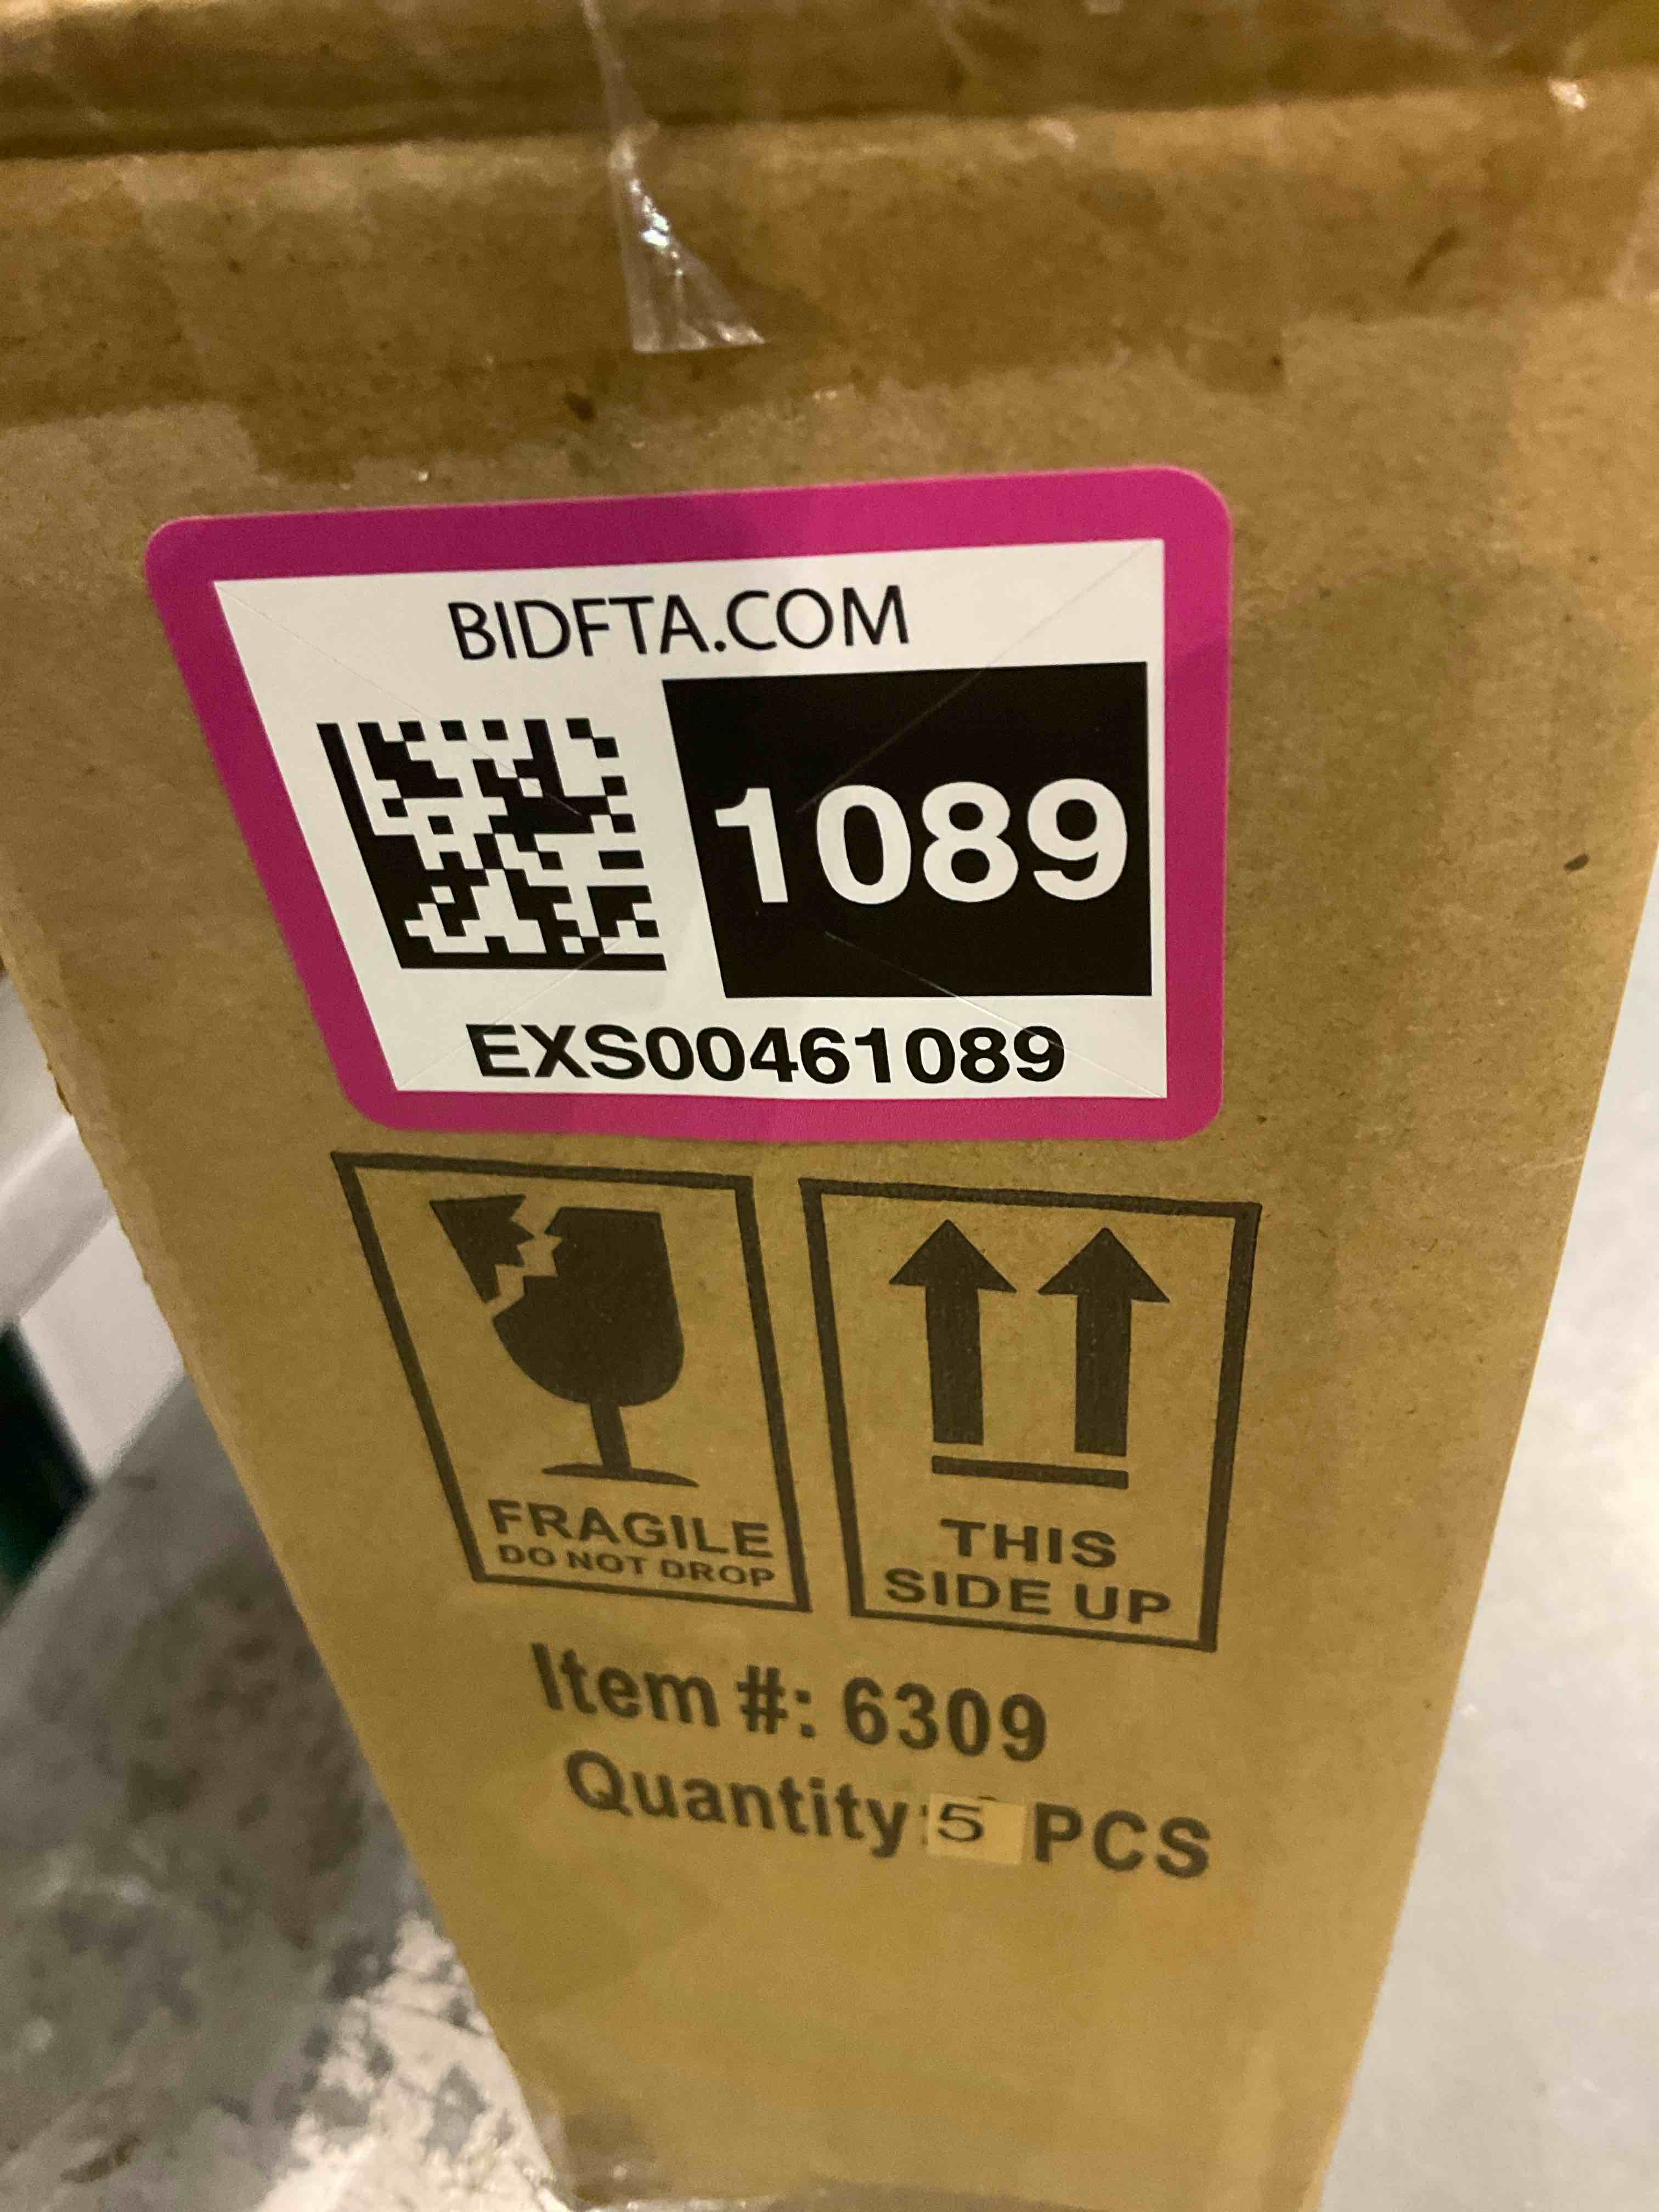 BIDFTA.COM
1089
EXS00461089
FRAGILE
DO NOT DROP
THIS
SIDE UP
Item #: 6309
Quantity: 5 PCS